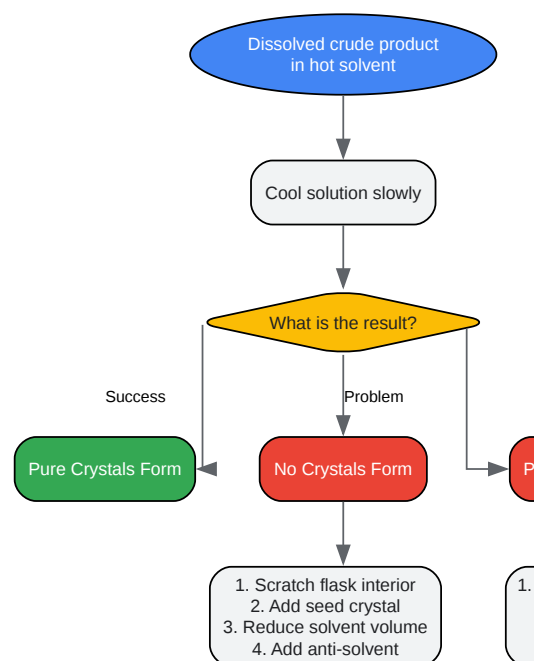 Dissolved crude product
in hot solvent
Cool solution slowly
What is the result?
Success
Problem
Pure Crystals Form
No Crystals Form
P
1. Scratch flask interior
2. Add seed crystal
3. Reduce solvent volume
4. Add anti-solvent
1.